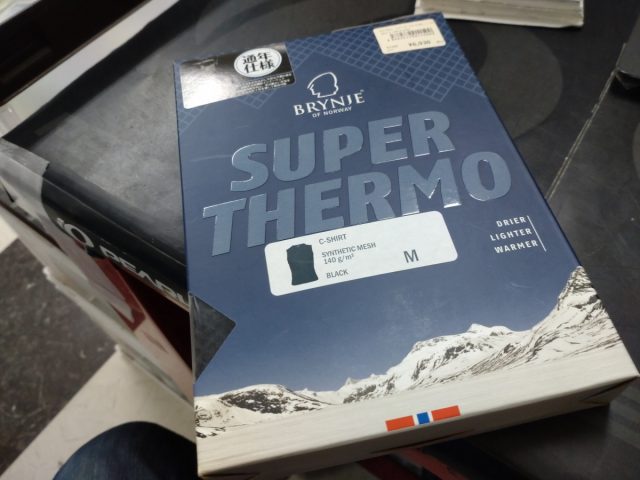 通年
仕様
BRYNJE
OF NORWAY
SUPER
THERMO
C-SHIRT
SYNTHETIC MESH
140 g/m²
BLACK
M
DRIER
LIGHTER
WARMER